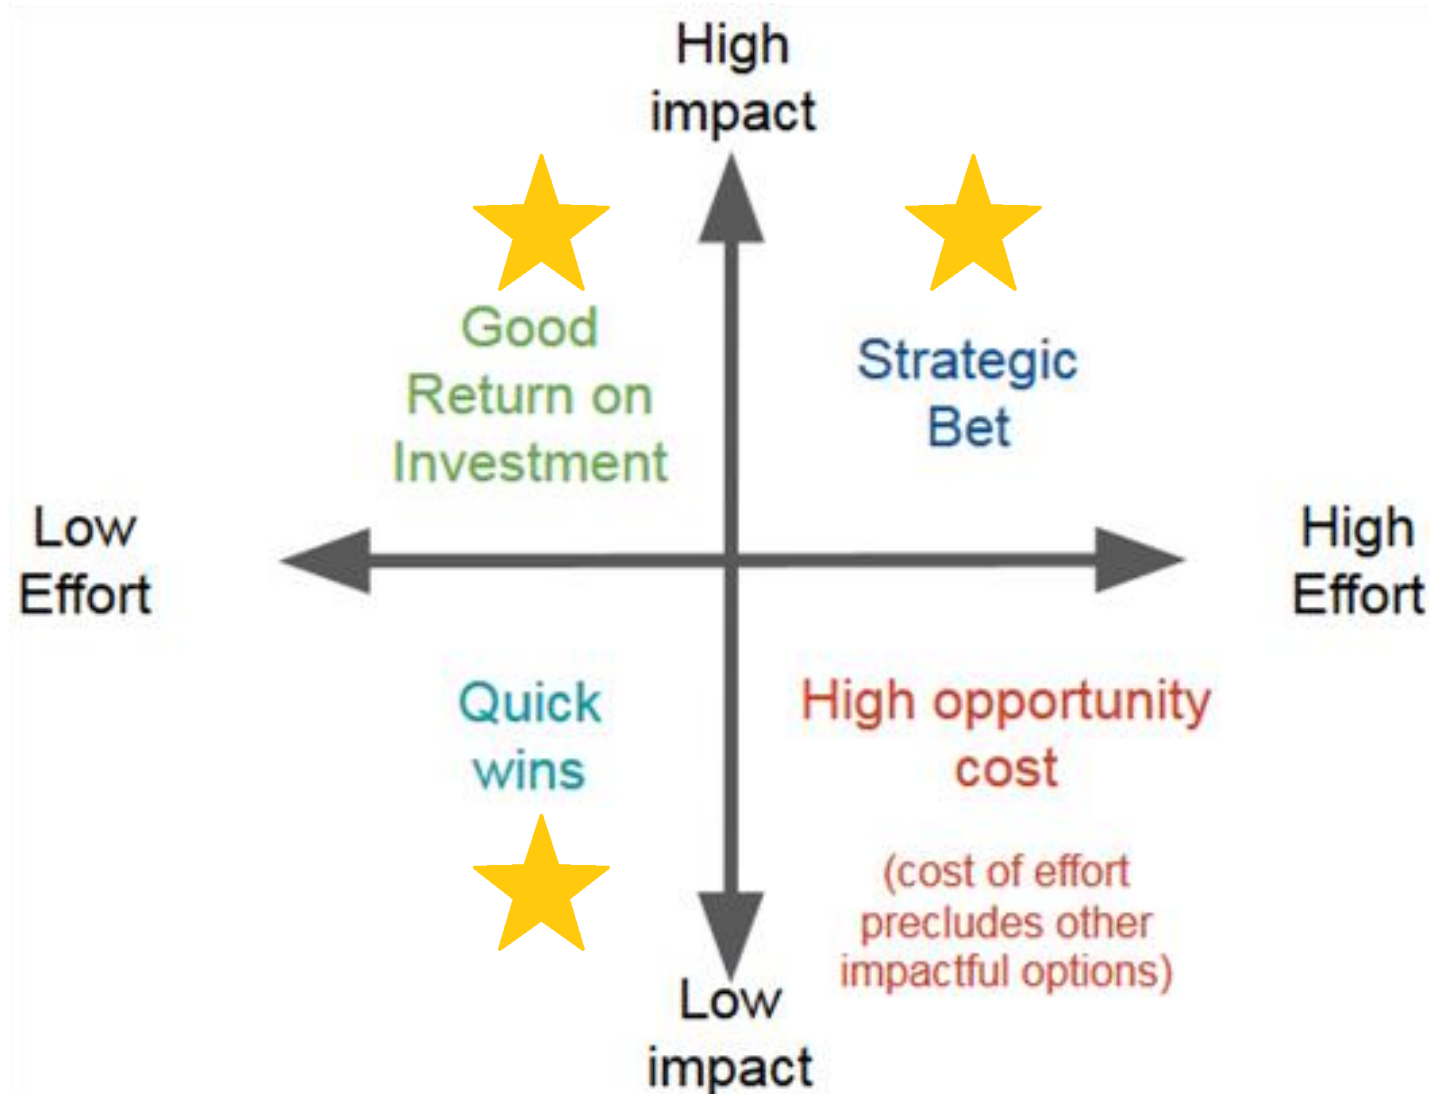 High
impact
Good
Return on
Investment
Strategic
Bet
Low
Effort
High
Effort
Quick
wins
High opportunity
cost
(cost of effort
precludes other
impactful options)
Low
impact